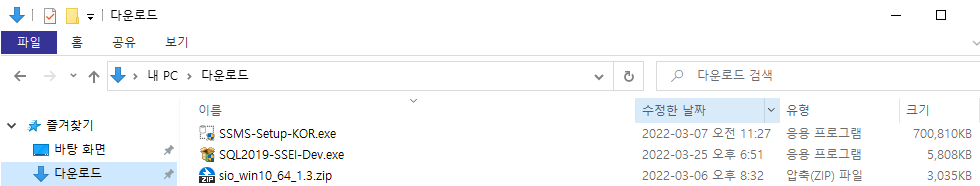 다운로드
파일 홈 공유 보기
내 PC 다운로드 다운로드 검색
이름 수정한 날짜 유형 크기
즐겨찾기 SSMS-Setup-KOR.exe 2022-03-07 오전 11:27 응용 프로그램 700,810KB
바탕 화면 SQL2019-SSEI-Dev.exe 2022-03-25 오후 6:51 응용 프로그램 5,808KB
다운로드 ZIP sio_win10_64_1.3.zip 2022-03-06 오후 8:32 압축(ZIP) 파일 3,035KB